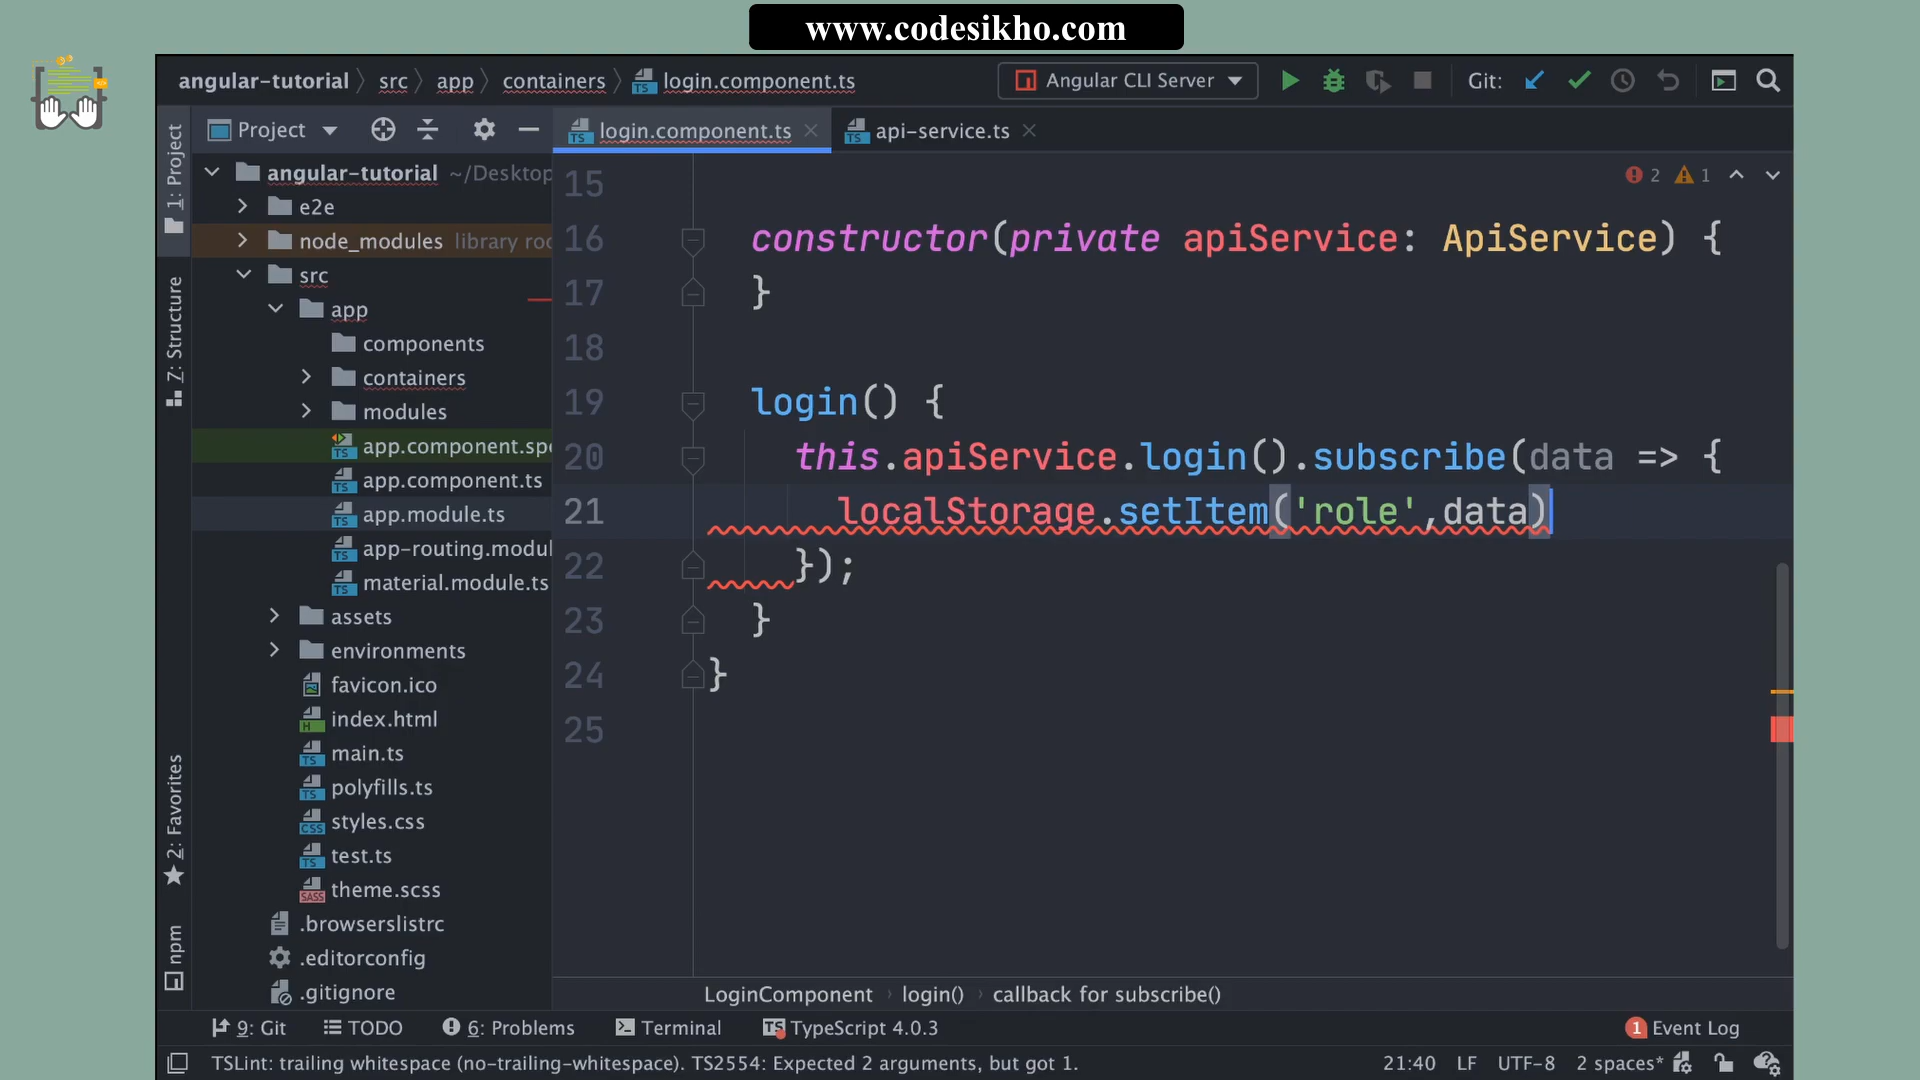 www.codesikho.com
angular-tutorial src app containers login.component.ts Angular CLI Server Git:
Project login.component.ts api-service.ts
1: Project
Z: Structure
2: Favorites
npm
angular-tutorial ~/Desktop
e2e
node_modules library roo
src
app
components
containers
modules
app.component.spe
app.component.ts
app.module.ts
app-routing.modul
material.module.ts
assets
environments
favicon.ico
index.html
main.ts
polyfills.ts
styles.css
test.ts
theme.scss
.browserslistrc
.editorconfig
.gitignore
2 1
15
16 constructor(private apiService: ApiService) {
17 }
18
19 login() {
20 this.apiService.login().subscribe(data => {
21 localStorage.setItem('role',data)
22 });
23 }
24 }
25
LoginComponent login() callback for subscribe()
9: Git TODO 6: Problems Terminal TypeScript 4.0.3 1 Event Log
TSLint: trailing whitespace (no-trailing-whitespace). TS2554: Expected 2 arguments, but got 1. 21:40 LF UTF-8 2 spaces*